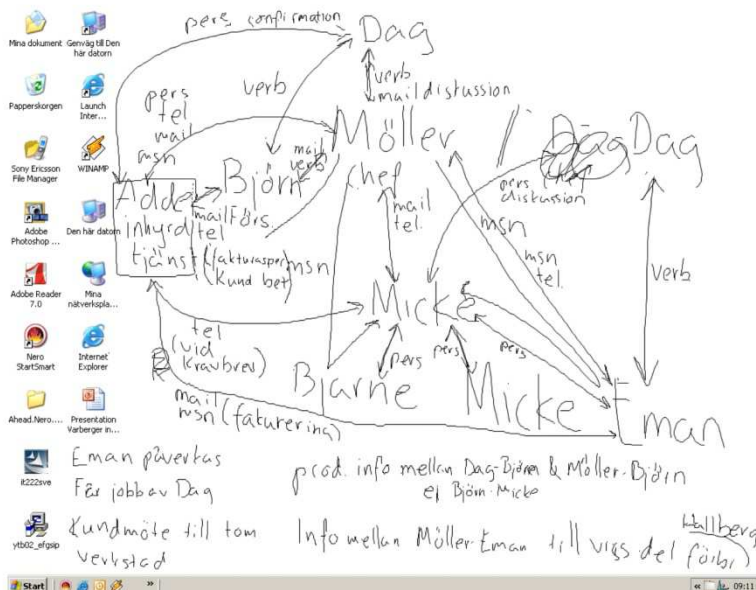 pers confirmation
Dag
Mina dokument
Genväg till Den här datorn
verb
mail diskussion
pers
tel
mail
msn
verb
Papperskorgen
Launch Inter...
Möller
chef
Dag
mail
verb
Björn
Förs.
(fakturaspec
Kund bet)
Sony Ericsson File Manager
WINAMP
Adde
inhyrd
tjänst
mail
tel
msn
mail
tel.
pers
diskussion
msn
msn
tel.
verb
Adobe Photoshop ...
Den här datorn
Adobe Reader 7.0
Mina nätverkspla...
Micke
tel
(vid
kravbrev)
pers
pers
pers
Nero StartSmart
Internet Explorer
Bjarne
Micke
Eman
mail
msn (fakturering)
Ahead.Nero....
Presentation Varberger in...
it222sve
Eman påverkas
Får jobb av Dag
prod. info mellan Dag-Björn & Möller-Björn
ej Björn-Micke
ytb02_efgsip
Kundmöte till tom
verkstad
Info mellan Möller-Eman till viss del förbi
Hallberg
Start
»
«
09:11